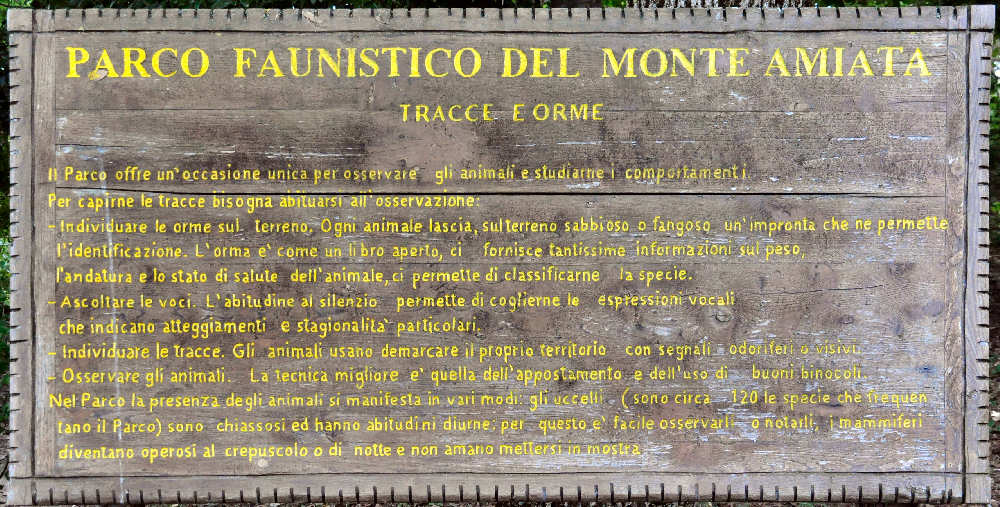 PARCO FAUNISTICO DEL MONTE AMIATA
TRACCE E ORME
Il Parco offre un'occasione unica per osservare gli animali e studiarne i comportamenti.
Per capirne le tracce bisogna abituarsi all'osservazione:
- Individuare le orme sul terreno. Ogni animale lascia, sul terreno sabbioso o fangoso un'impronta che ne permette
l'identificazione. L'orma e' come un libro aperto, ci fornisce tantissime informazioni sul peso,
l'andatura e lo stato di salute dell'animale, ci permette di classificarne la specie.
- Ascoltare le voci. L'abitudine al silenzio permette di coglierne le espressioni vocali
che indicano atteggiamenti e stagionalita' particolari.
- Individuare le tracce. Gli animali usano demarcare il proprio territorio con segnali odoriferi o visivi.
- Osservare gli animali. La tecnica migliore e' quella dell'appostamento e dell'uso di buoni binocoli.
Nel Parco la presenza degli animali si manifesta in vari modi: gli uccelli (sono circa 120 le specie che frequen
tano il Parco) sono chiassosi ed hanno abitudini diurne; per questo e' facile osservarli o notarli, i mammiferi
diventano operosi al crepuscolo o di notte e non amano mettersi in mostra.